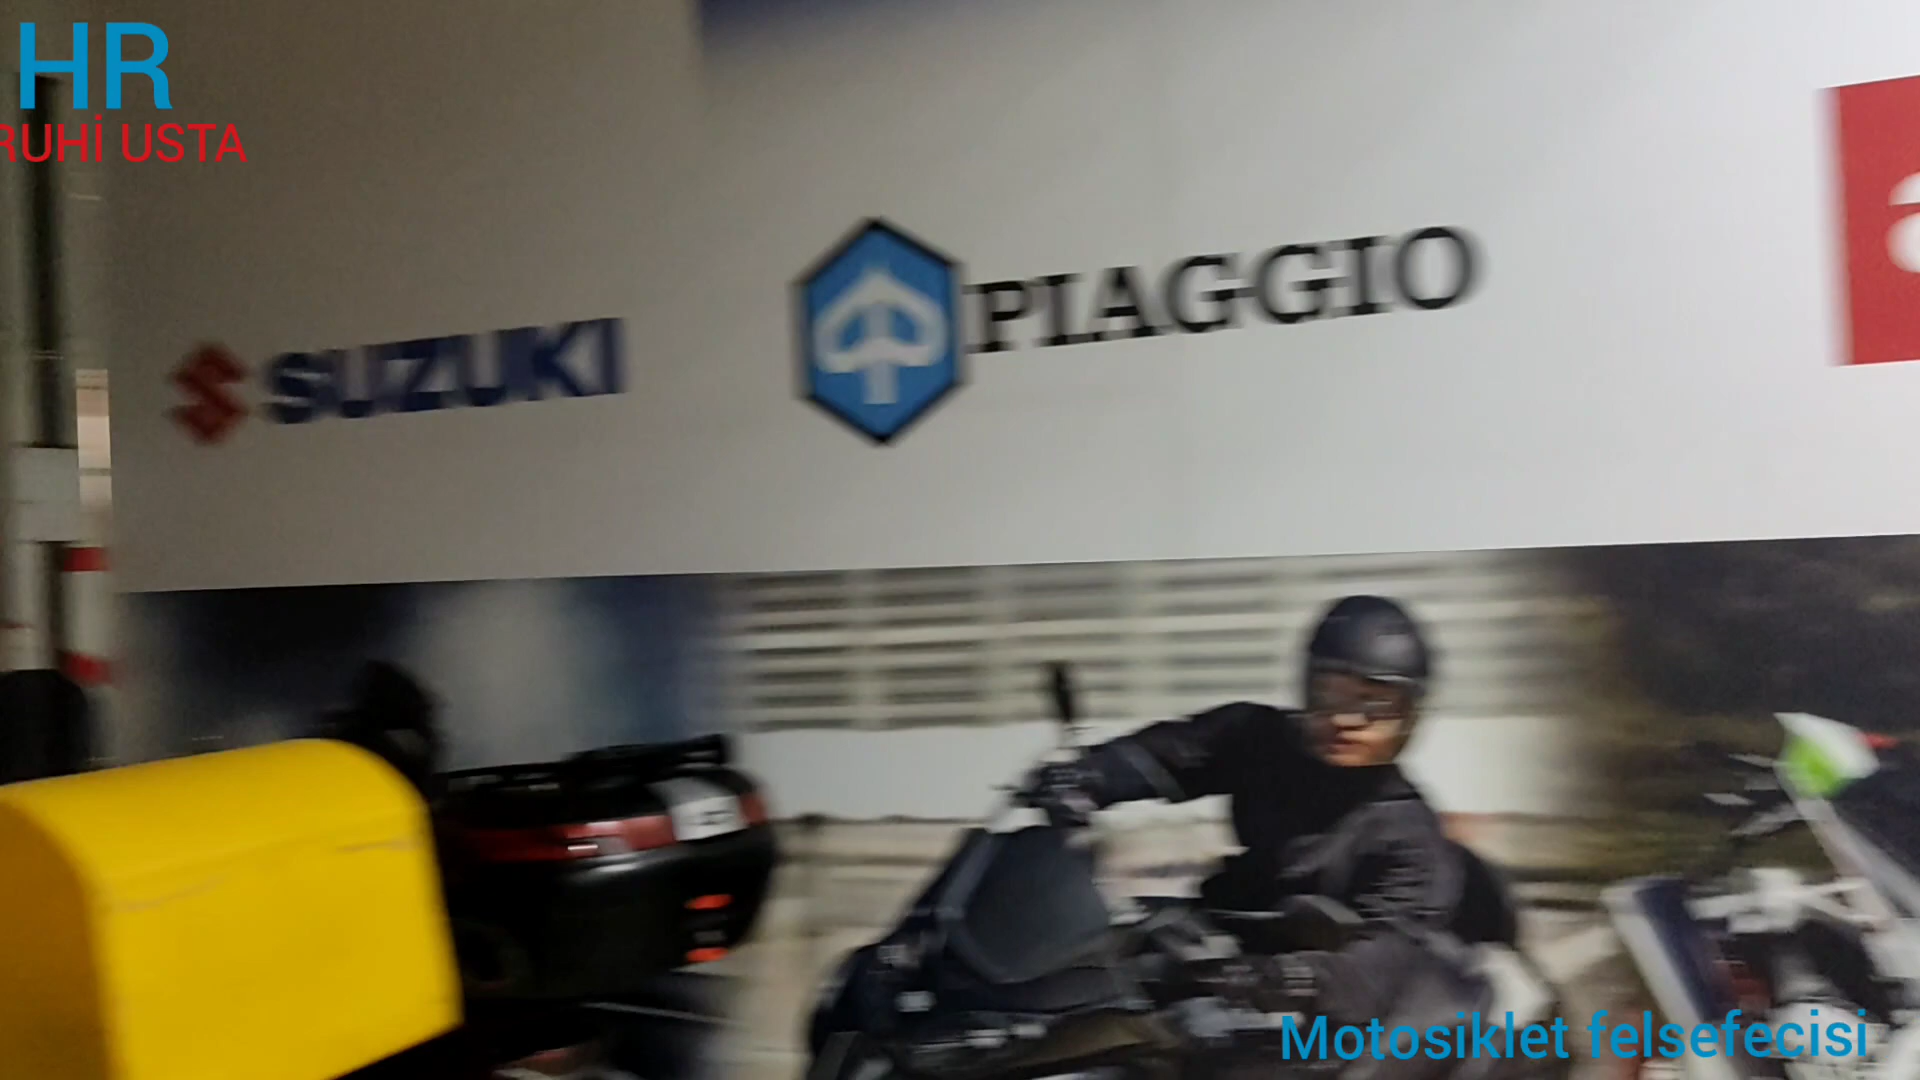 HR
RUHİ USTA
SUZUKI
PIAGGIO
Motosiklet felsefecisi